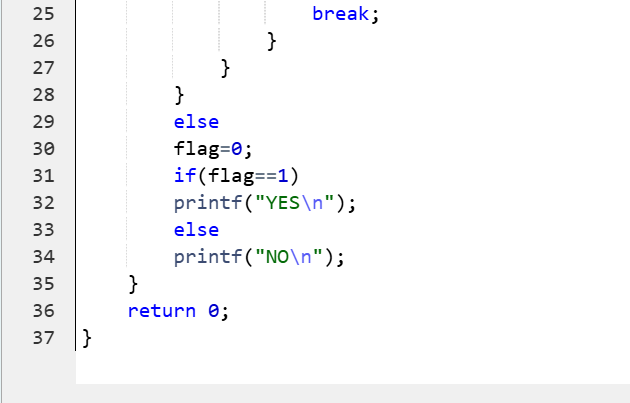 25 break;
26 }
27 }
28 }
29 else
30 flag=0;
31 if(flag==1)
32 printf("YES\n");
33 else
34 printf("NO\n");
35 }
36 return 0;
37 }